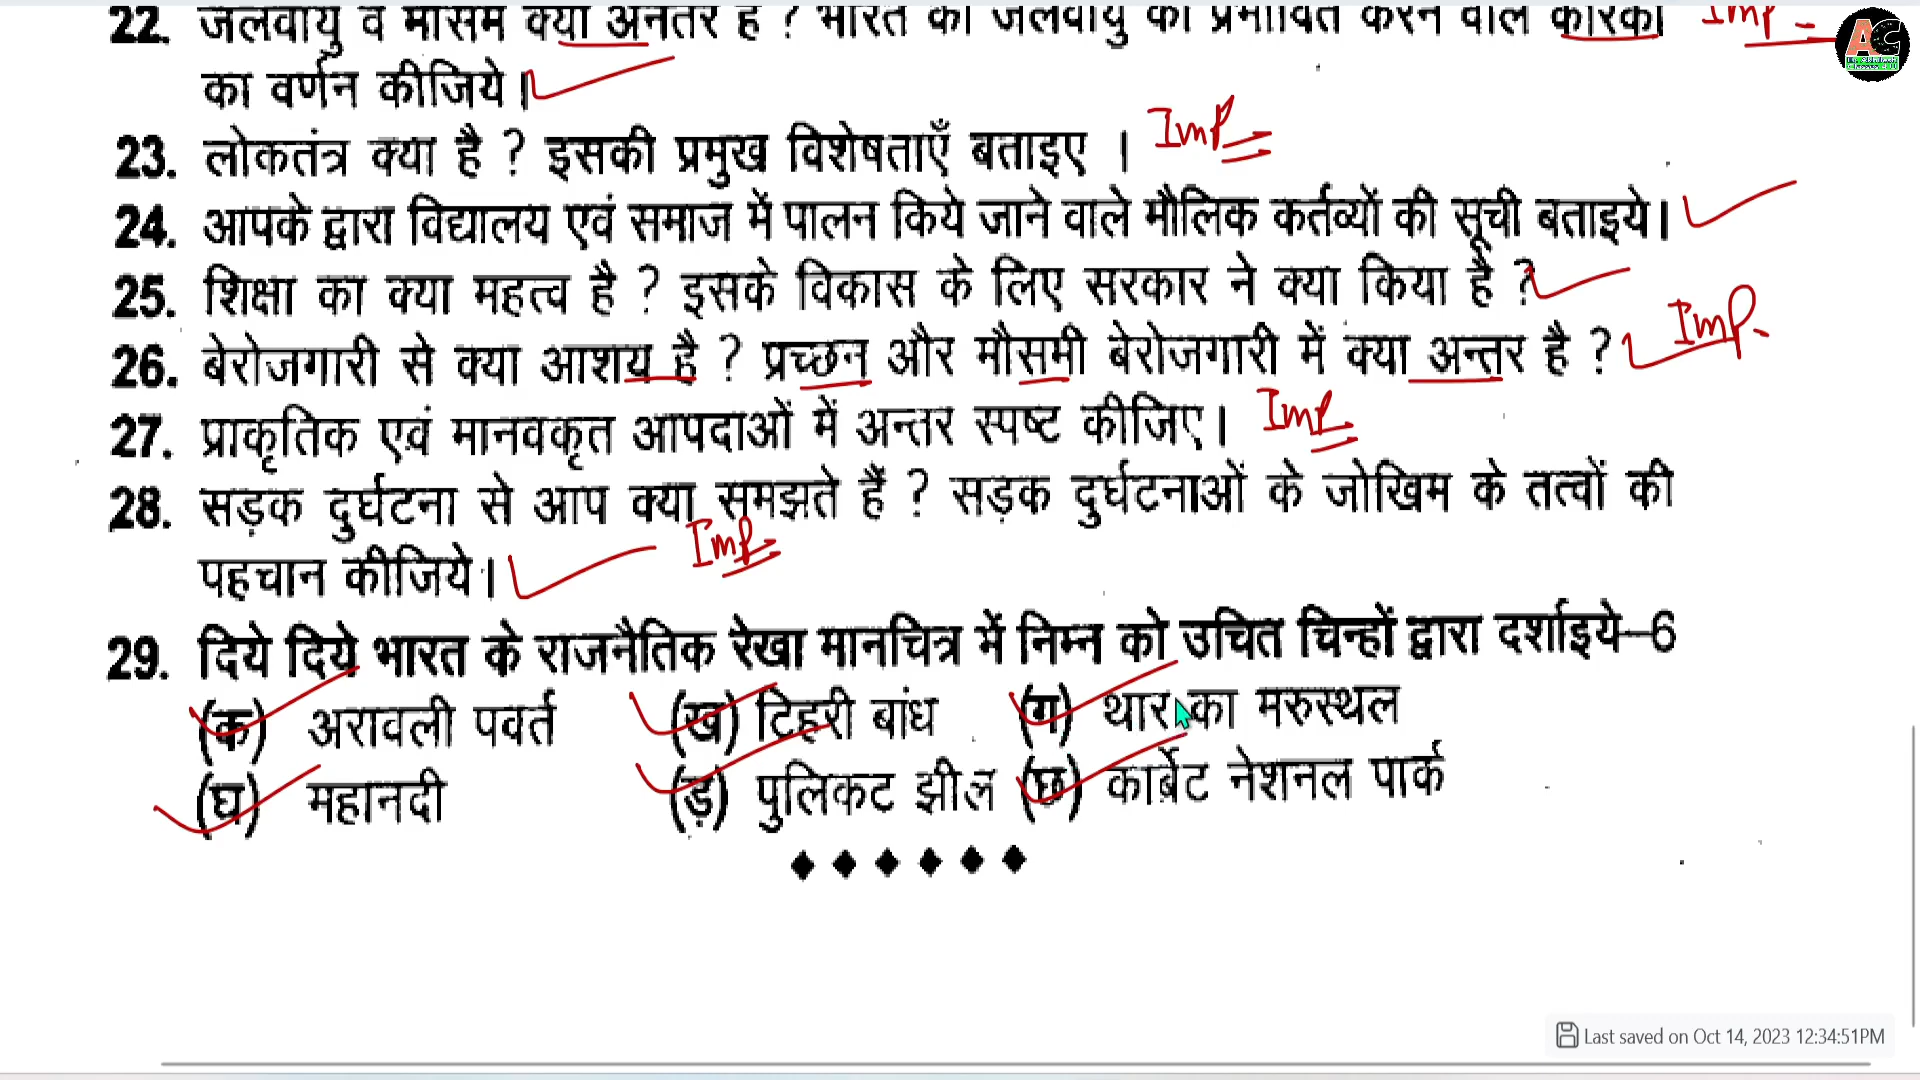 22. जलवायु व मौसम क्या अनतर है ? भारत की जलवायु को प्रभावित करने वाले कारकों Imp
AC
का वर्णन कीजिये।
23. लोकतंत्र क्या है ? इसकी प्रमुख विशेषताएँ बताइए । Imp
24. आपके द्वारा विद्यालय एवं समाज में पालन किये जाने वाले मौलिक कर्तव्यों की सूची बताइये।
25. शिक्षा का क्या महत्व है ? इसके विकास के लिए सरकार ने क्या किया है ?
26. बेरोजगारी से क्या आशय है ? प्रच्छन और मौसमी बेरोजगारी में क्या अन्तर है ? Imp.
27. प्राकृतिक एवं मानवकृत आपदाओं में अन्तर स्पष्ट कीजिए। Imp
28. सड़क दुर्घटना से आप क्या समझते हैं ? सड़क दुर्घटनाओं के जोखिम के तत्वों की
पहचान कीजिये। Imp
29. दिये दिये भारत के राजनैतिक रेखा मानचित्र में निम्न को उचित चिन्हों द्वारा दर्शाइये–6
(क) अरावली पवर्त (ख) टिहरी बांध (ग) थार का मरुस्थल
(घ) महानदी (ड़) पुलिकट झील (छ) कार्बेट नेशनल पार्क
Last saved on Oct 14, 2023 12:34:51PM